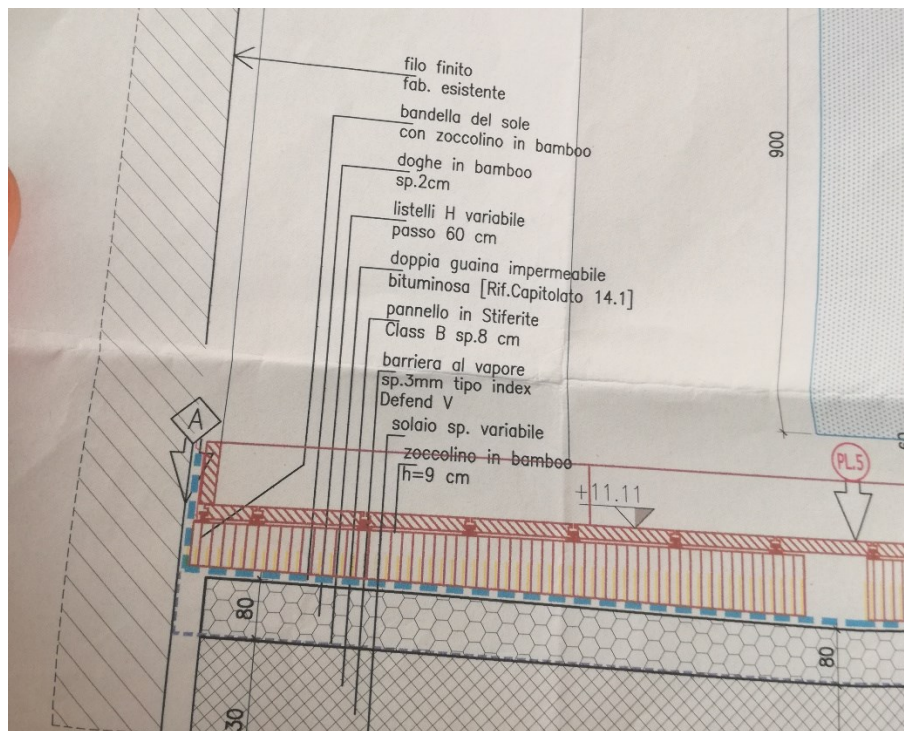 filo finito
fab. esistente
bandella del sole
con zoccolino in bamboo
doghe in bamboo
sp.2cm
listelli H variabile
passo 60 cm
doppia guaina impermeabile
bituminosa [Rif.Capitolato 14.1]
pannello in Stiferite
Class B sp.8 cm
barriera al vapore
sp.3mm tipo index
Defend V
solaio sp. variabile
zoccolino in bamboo
h=9 cm
900
A
PL.5
+11.11
80
80
30